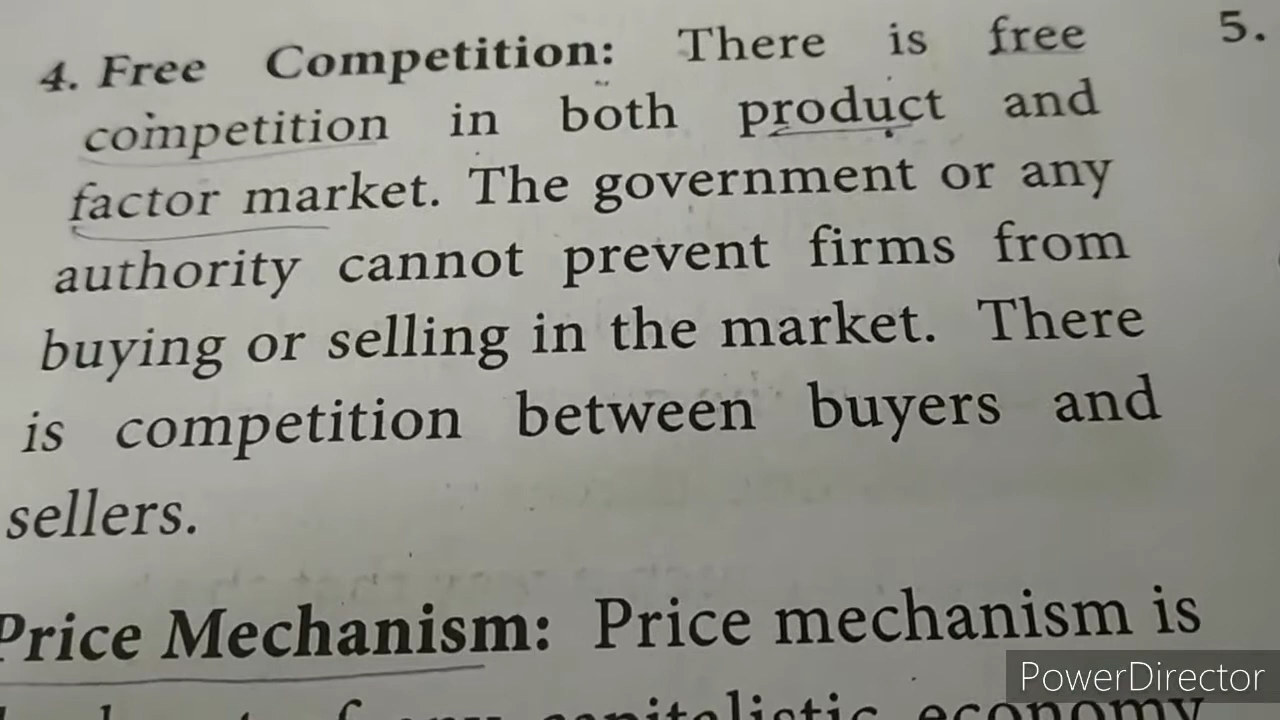 4. Free Competition: There is free
competition in both product and
factor market. The government or any
authority cannot prevent firms from
buying or selling in the market. There
is competition between buyers and
sellers.
Price Mechanism: Price mechanism is
capitalistic economy
5.
PowerDirector